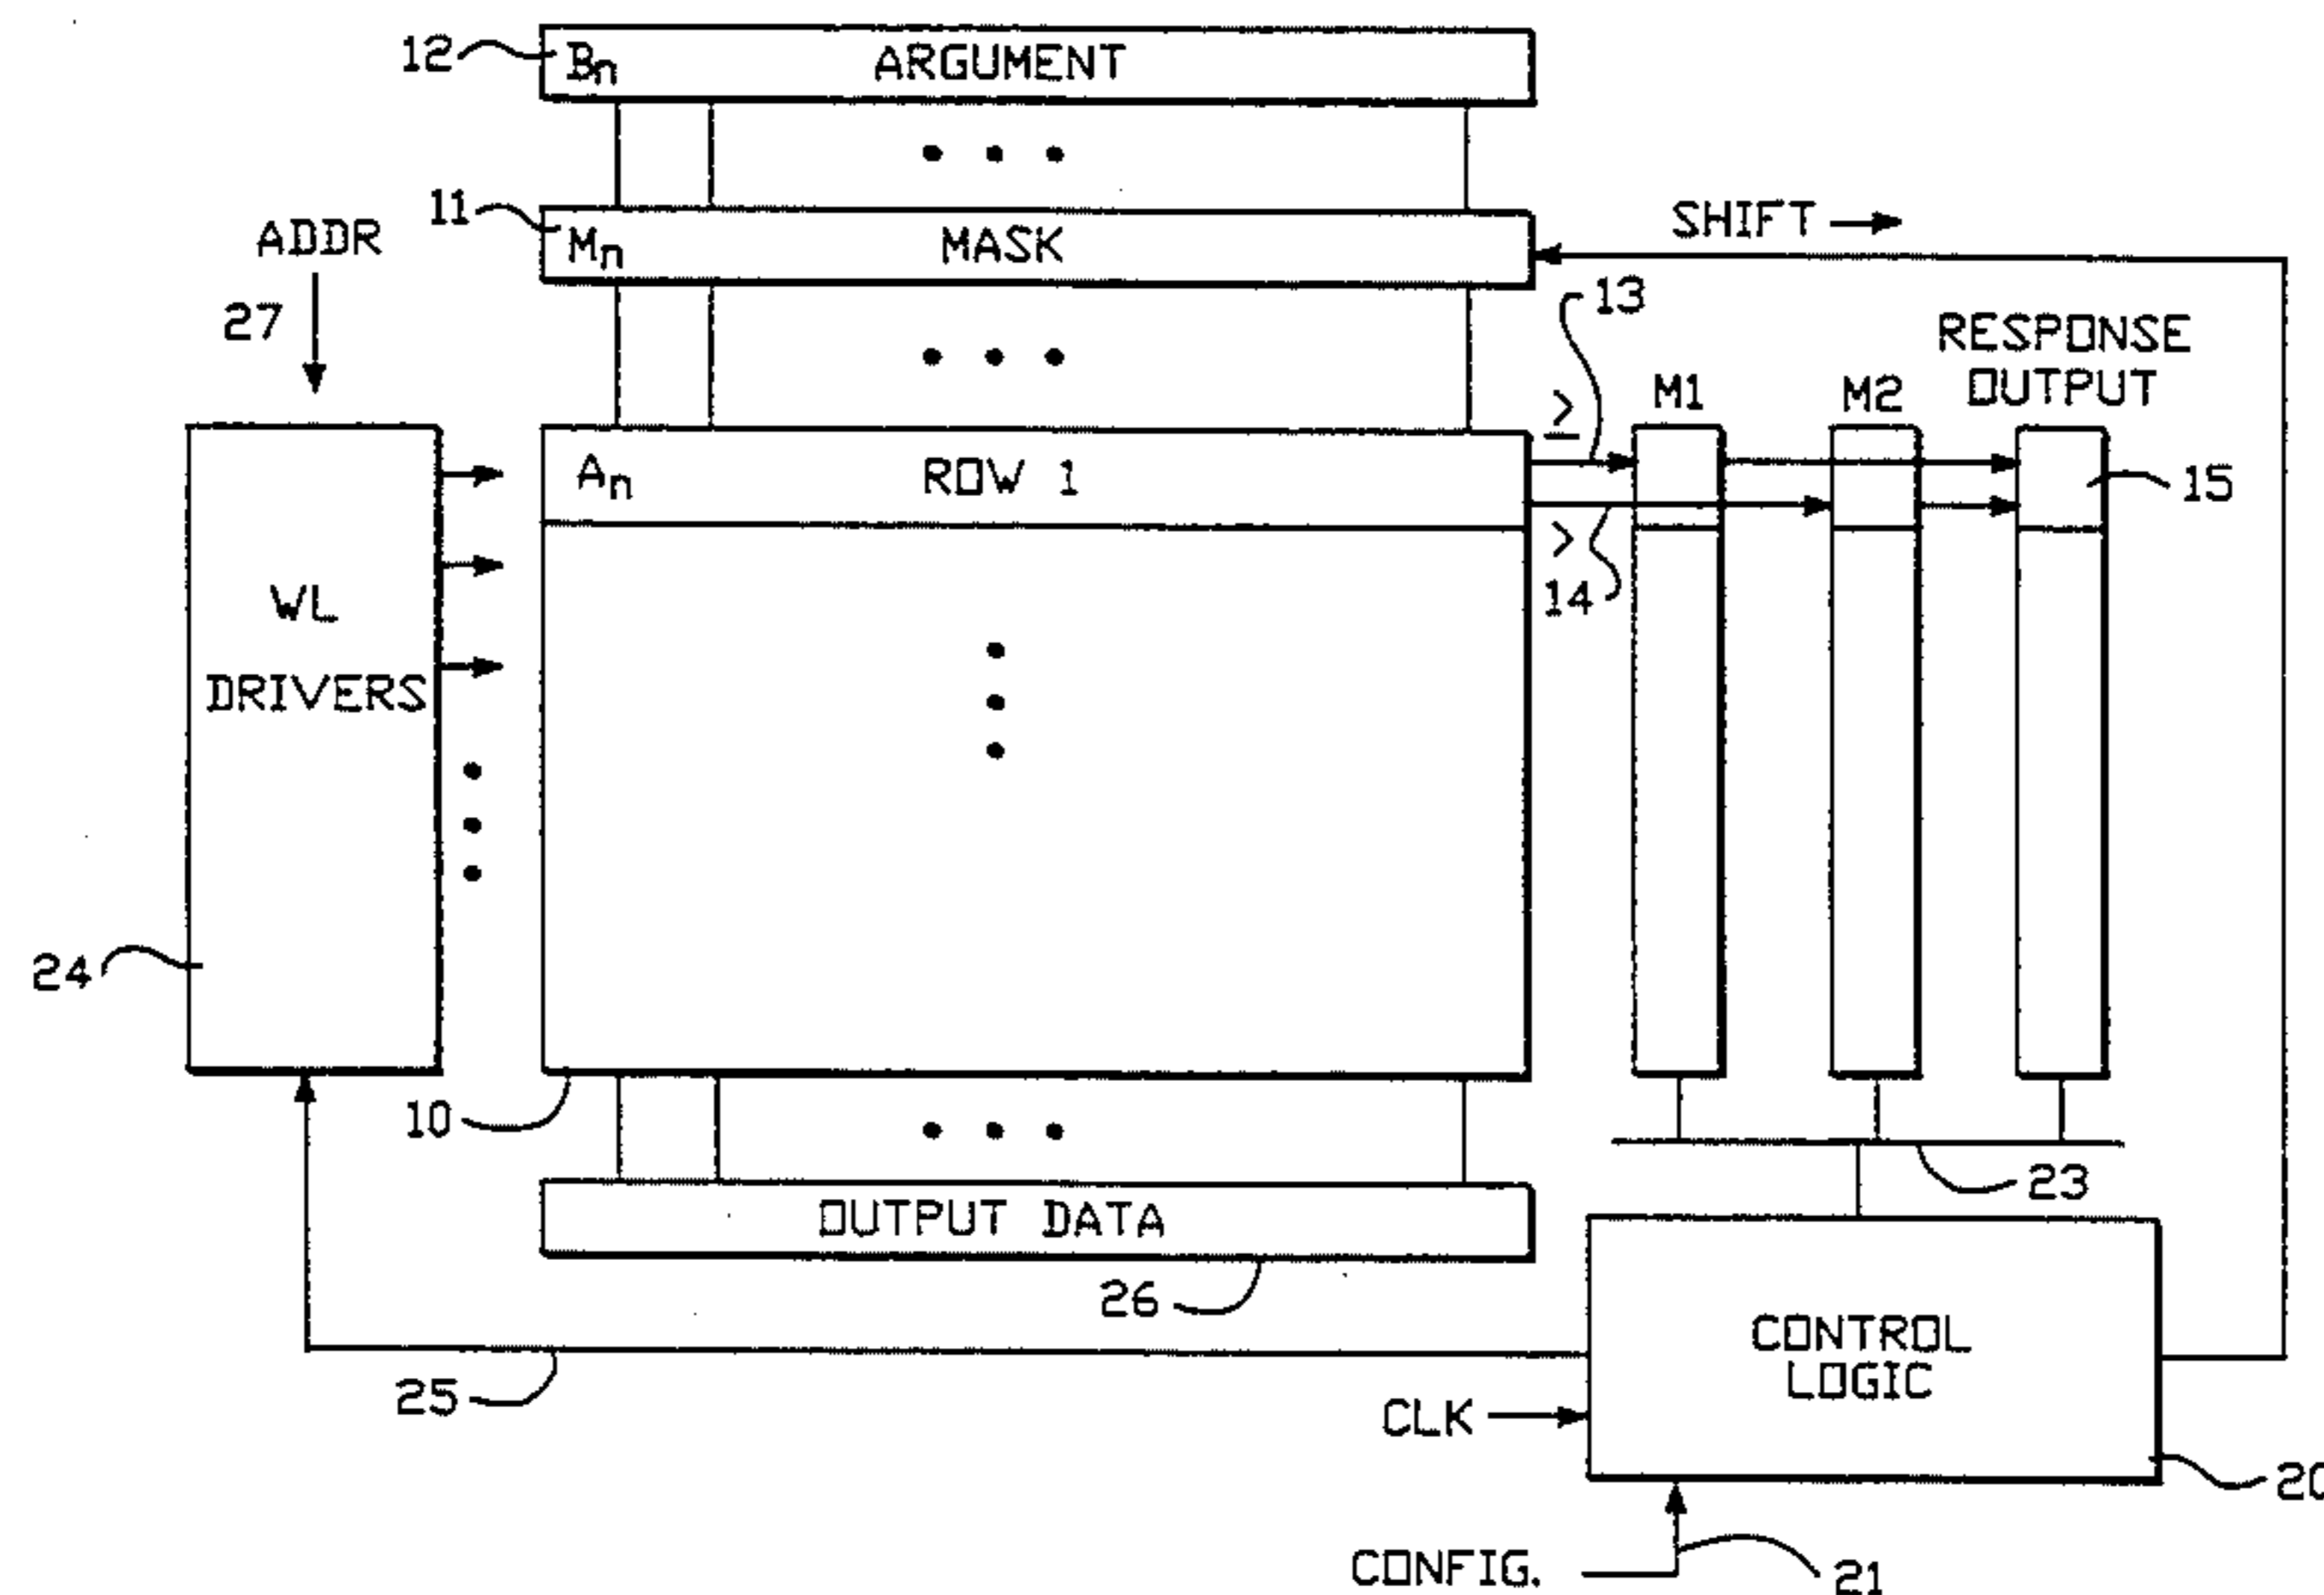 12
Bn
ARGUMENT
11
Mn
MASK
SHIFT
ADDR
27
13
RESPONSE
OUTPUT
≥
M1
M2
An
ROW 1
15
>
14
WL
DRIVERS
24
10
23
OUTPUT DATA
26
CONTROL
LOGIC
25
CLK
20
CONFIG.
21